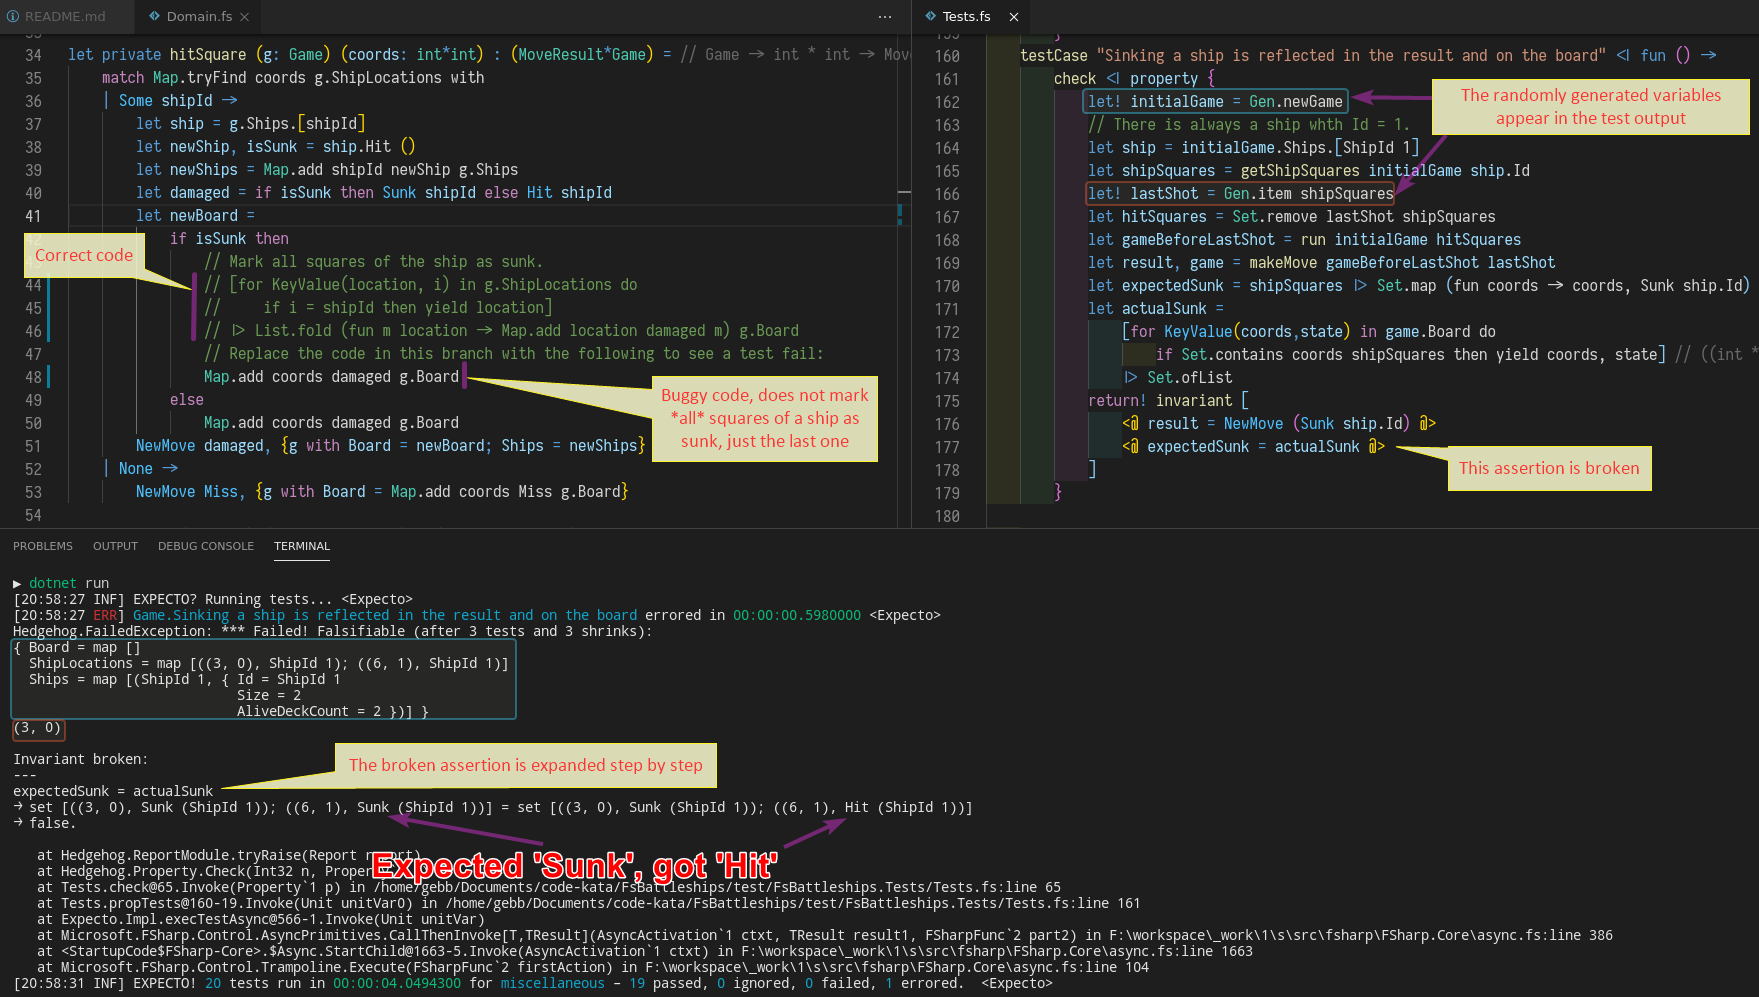 README.md
Domain.fs ×
···
34 let private hitSquare (g: Game) (coords: int*int) : (MoveResult*Game) = // Game → int * int → Mov
35 match Map.tryFind coords g.ShipLocations with
36 | Some shipId →
37 let ship = g.Ships.[shipId]
38 let newShip, isSunk = ship.Hit ()
39 let newShips = Map.add shipId newShip g.Ships
40 let damaged = if isSunk then Sunk shipId else Hit shipId
41 let newBoard =
if isSunk then
Correct code
// Mark all squares of the ship as sunk.
44 // [for KeyValue(location, i) in g.ShipLocations do
45 // if i = shipId then yield location]
46 // |> List.fold (fun m location → Map.add location damaged m) g.Board
47 // Replace the code in this branch with the following to see a test fail:
48 Map.add coords damaged g.Board
49 else
50 Map.add coords damaged g.Board
51 NewMove damaged, {g with Board = newBoard; Ships = newShips}
52 | None →
53 NewMove Miss, {g with Board = Map.add coords Miss g.Board}
54
Buggy code, does not mark
*all* squares of a ship as
sunk, just the last one
Tests.fs ×
160 testCase "Sinking a ship is reflected in the result and on the board" <| fun () →
161 check <| property {
162 let! initialGame = Gen.newGame
163 // There is always a ship whth Id = 1.
164 let ship = initialGame.Ships.[ShipId 1]
165 let shipSquares = getShipSquares initialGame ship.Id
166 let! lastShot = Gen.item shipSquares
167 let hitSquares = Set.remove lastShot shipSquares
168 let gameBeforeLastShot = run initialGame hitSquares
169 let result, game = makeMove gameBeforeLastShot lastShot
170 let expectedSunk = shipSquares |> Set.map (fun coords → coords, Sunk ship.Id)
171 let actualSunk =
172 [for KeyValue(coords,state) in game.Board do
173 if Set.contains coords shipSquares then yield coords, state] // ((int *
174 |> Set.ofList
175 return! invariant [
176 <@ result = NewMove (Sunk ship.Id) @>
177 <@ expectedSunk = actualSunk @>
178 ]
179 }
180
The randomly generated variables
appear in the test output
This assertion is broken
PROBLEMS OUTPUT DEBUG CONSOLE TERMINAL
▶ dotnet run
[20:58:27 INF] EXPECTO? Running tests... <Expecto>
[20:58:27 ERR] Game.Sinking a ship is reflected in the result and on the board errored in 00:00:00.5980000 <Expecto>
Hedgehog.FailedException: *** Failed! Falsifiable (after 3 tests and 3 shrinks):
{ Board = map []
ShipLocations = map [((3, 0), ShipId 1); ((6, 1), ShipId 1)]
Ships = map [(ShipId 1, { Id = ShipId 1
Size = 2
AliveDeckCount = 2 })] }
(3, 0)
Invariant broken:
---
The broken assertion is expanded step by step
expectedSunk = actualSunk
→ set [((3, 0), Sunk (ShipId 1)); ((6, 1), Sunk (ShipId 1))] = set [((3, 0), Sunk (ShipId 1)); ((6, 1), Hit (ShipId 1))]
→ false.
Expected 'Sunk', got 'Hit'
at Hedgehog.ReportModule.tryRaise(Report report)
at Hedgehog.Property.Check(Int32 n, Property
at Tests.check@65.Invoke(Property`1 p) in /home/gebb/Documents/code-kata/FsBattleships/test/FsBattleships.Tests/Tests.fs:line 65
at Tests.propTests@160-19.Invoke(Unit unitVar0) in /home/gebb/Documents/code-kata/FsBattleships/test/FsBattleships.Tests/Tests.fs:line 161
at Expecto.Impl.execTestAsync@566-1.Invoke(Unit unitVar)
at Microsoft.FSharp.Control.AsyncPrimitives.CallThenInvoke[T,TResult](AsyncActivation`1 ctxt, TResult result1, FSharpFunc`2 part2) in F:\workspace\_work\1\s\src\fsharp\FSharp.Core\async.fs:line 386
at <StartupCode$FSharp-Core>.$Async.StartChild@1663-5.Invoke(AsyncActivation`1 ctxt) in F:\workspace\_work\1\s\src\fsharp\FSharp.Core\async.fs:line 1663
at Microsoft.FSharp.Control.Trampoline.Execute(FSharpFunc`2 firstAction) in F:\workspace\_work\1\s\src\fsharp\FSharp.Core\async.fs:line 104
[20:58:31 INF] EXPECTO! 20 tests run in 00:00:04.0494300 for miscellaneous – 19 passed, 0 ignored, 0 failed, 1 errored. <Expecto>